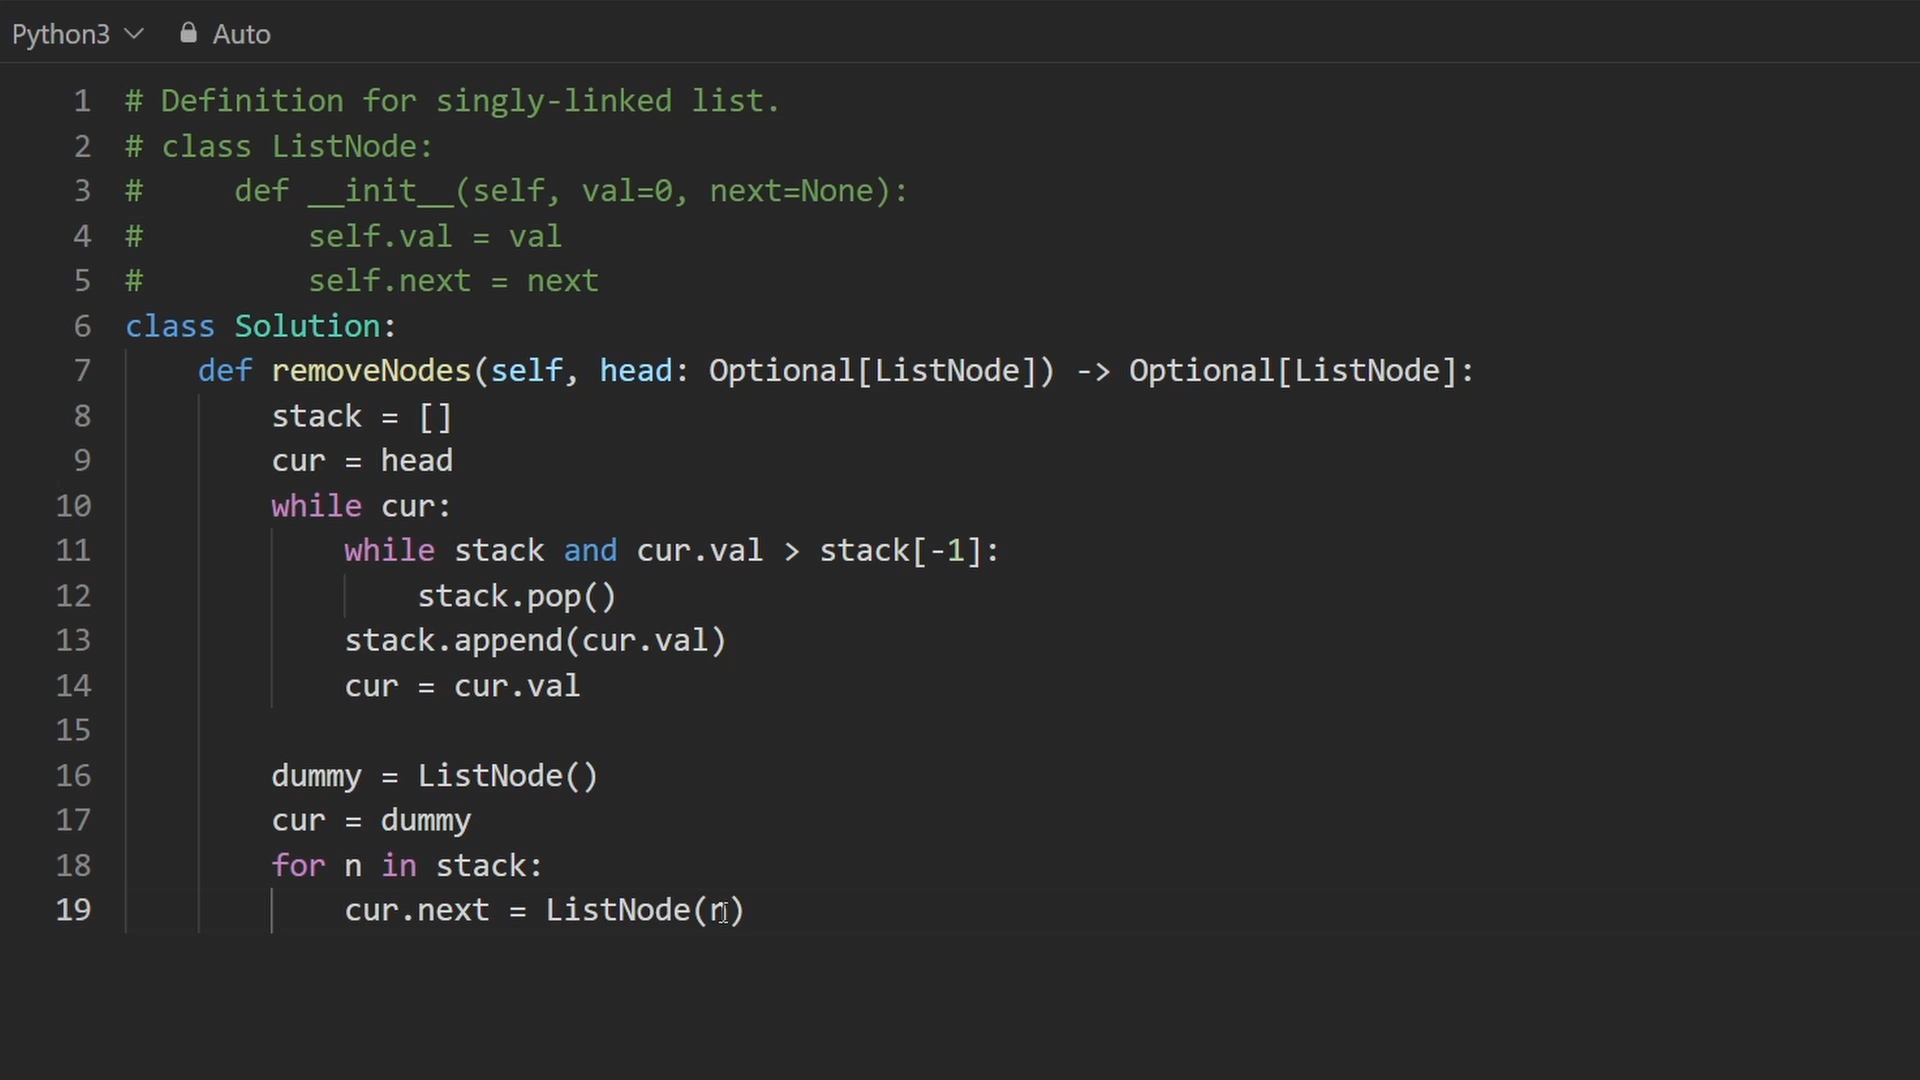 Python3 Auto
1 # Definition for singly-linked list.
2 # class ListNode:
3 #     def __init__(self, val=0, next=None):
4 #         self.val = val
5 #         self.next = next
6 class Solution:
7     def removeNodes(self, head: Optional[ListNode]) -> Optional[ListNode]:
8         stack = []
9         cur = head
10         while cur:
11             while stack and cur.val > stack[-1]:
12                 stack.pop()
13             stack.append(cur.val)
14             cur = cur.val
15
16         dummy = ListNode()
17         cur = dummy
18         for n in stack:
19             cur.next = ListNode(n)